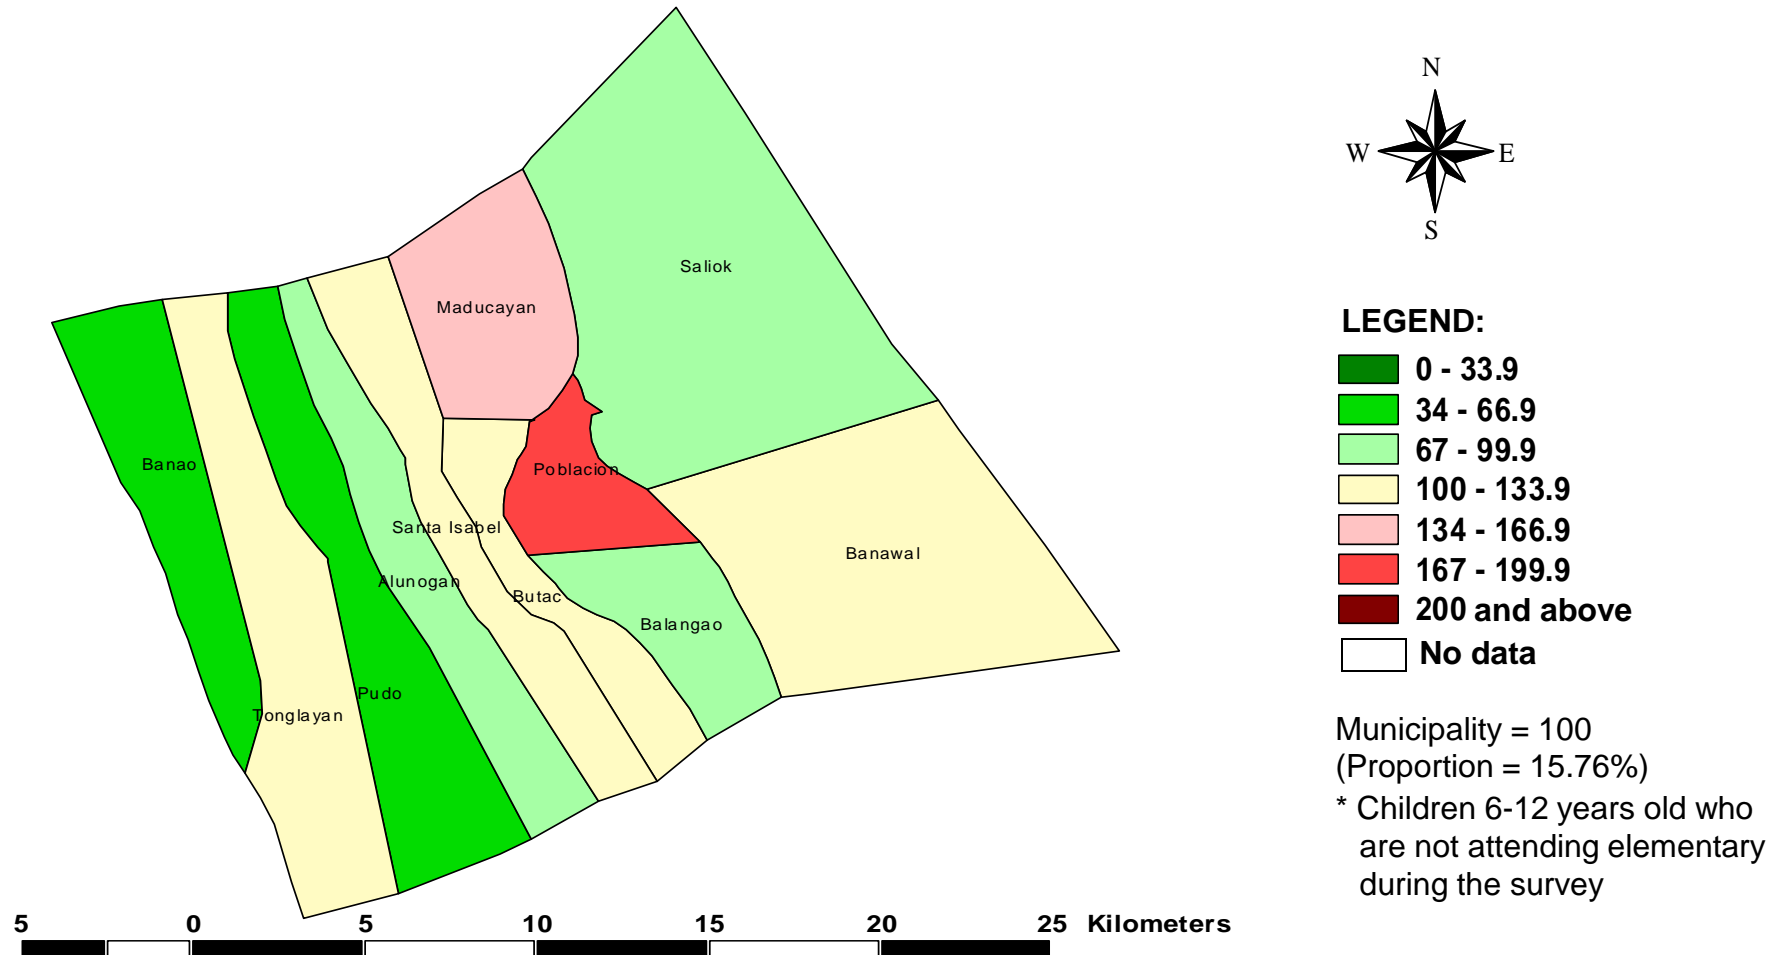 N
W E
S
Saliok
Maducayan
Banao
Poblacion
Santa Isabel
Banawal
Alunogan
Butac
Balangao
Pudo
Tonglayan
LEGEND:
0 - 33.9
34 - 66.9
67 - 99.9
100 - 133.9
134 - 166.9
167 - 199.9
200 and above
No data
Municipality = 100
(Proportion = 15.76%)
* Children 6-12 years old who
are not attending elementary
during the survey
5 0 5 10 15 20 25 Kilometers